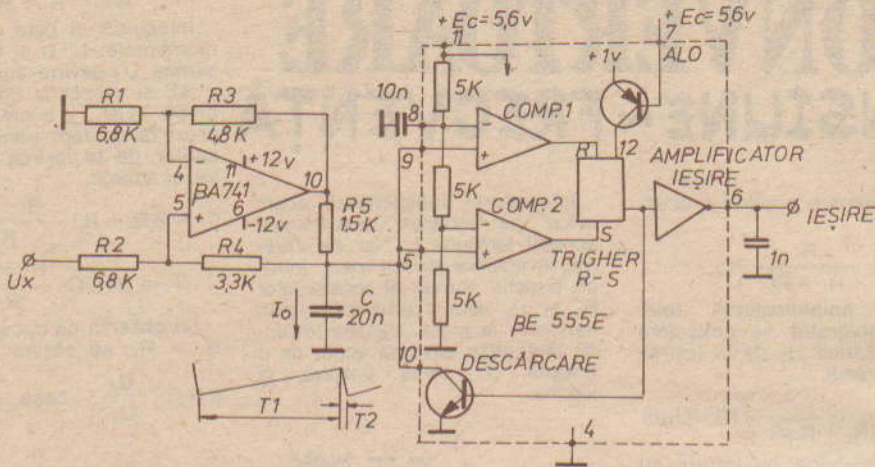 + Ec=5,6v
11
+ Ec=5,6v
7
ALO
+1v
5K
10n
8
COMP.1
R1
6,8K
R3
4,8K
9
R
12
AMPLIFICATOR
IEȘIRE
6
IEȘIRE
4
11
+12v
βA741
10
5
6
-12v
R5
1,5K
5K
COMP.2
S
TRIGHER
R-S
1n
Ux
R2
6,8K
R4
3,3K
5
Io
C
20n
5K
βE 555E
10
DESCĂRCARE
T1
T2
4